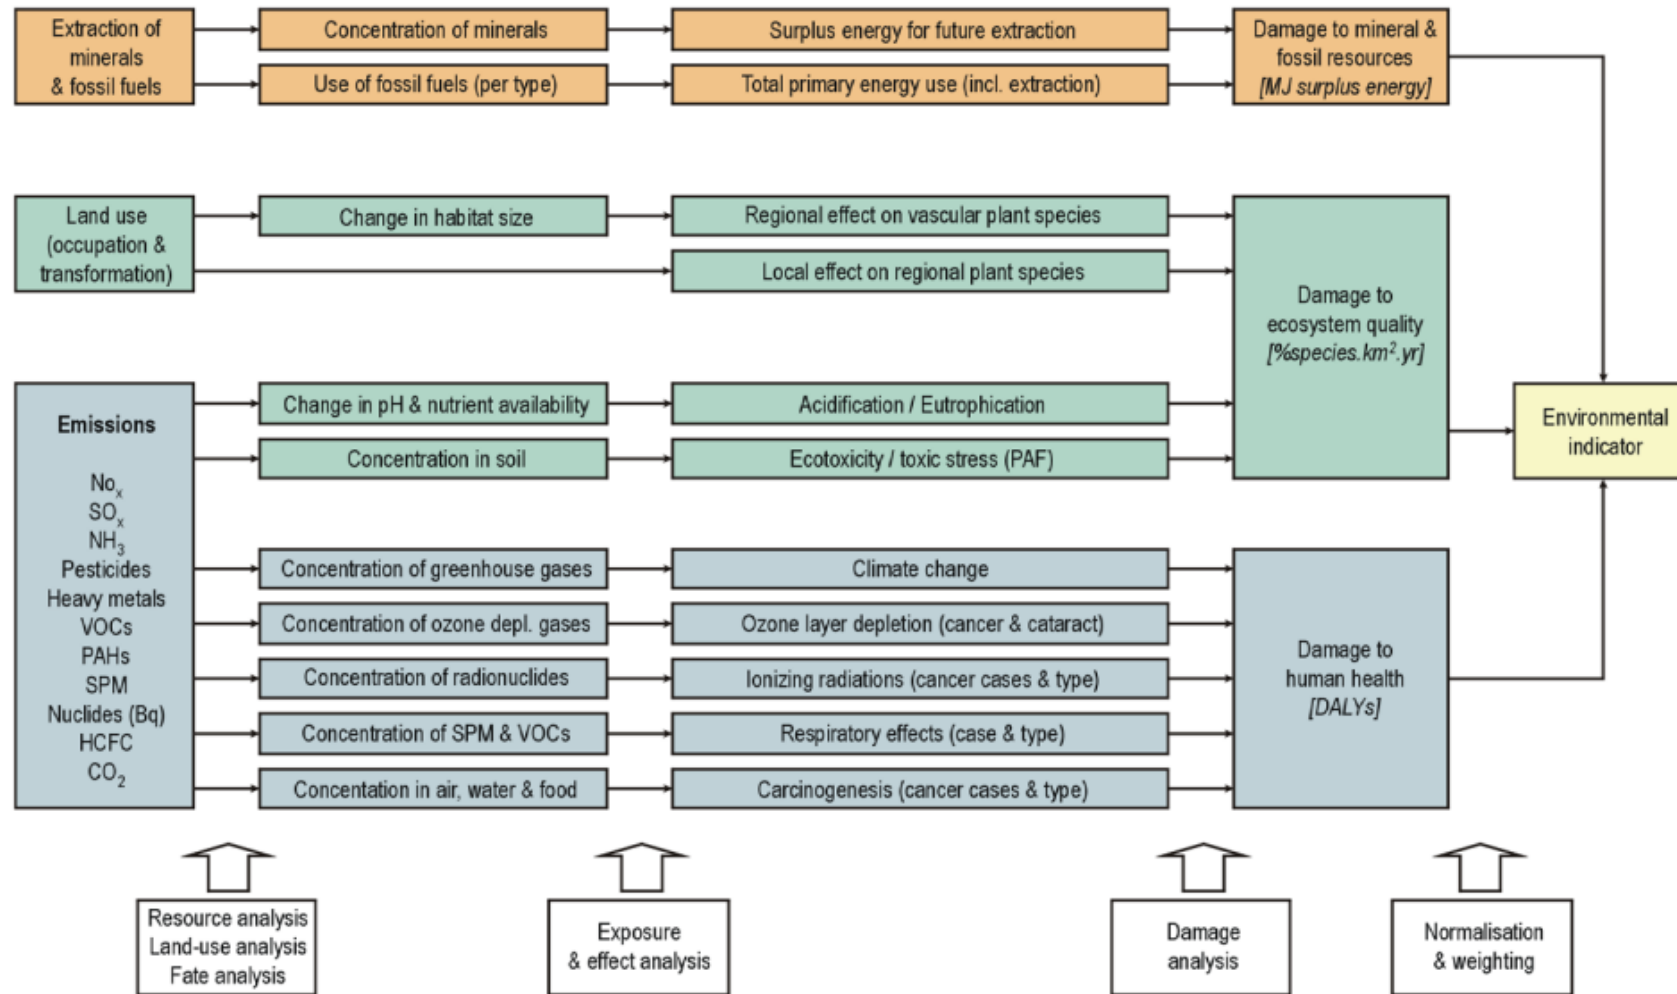 Extraction of
minerals
& fossil fuels
Concentration of minerals
Surplus energy for future extraction
Use of fossil fuels (per type)
Total primary energy use (incl. extraction)
Damage to mineral &
fossil resources
[MJ surplus energy]
Land use
(occupation &
transformation)
Change in habitat size
Regional effect on vascular plant species
Local effect on regional plant species
Damage to
ecosystem quality
[%species.km².yr]
Emissions
Noₓ
SOₓ
NH₃
Pesticides
Heavy metals
VOCs
PAHs
SPM
Nuclides (Bq)
HCFC
CO₂
Change in pH & nutrient availability
Acidification / Eutrophication
Concentration in soil
Ecotoxicity / toxic stress (PAF)
Concentration of greenhouse gases
Climate change
Concentration of ozone depl. gases
Ozone layer depletion (cancer & cataract)
Concentration of radionuclides
Ionizing radiations (cancer cases & type)
Concentration of SPM & VOCs
Respiratory effects (case & type)
Concentation in air, water & food
Carcinogenesis (cancer cases & type)
Damage to
human health
[DALYs]
Environmental
indicator
Resource analysis
Land-use analysis
Fate analysis
Exposure
& effect analysis
Damage
analysis
Normalisation
& weighting